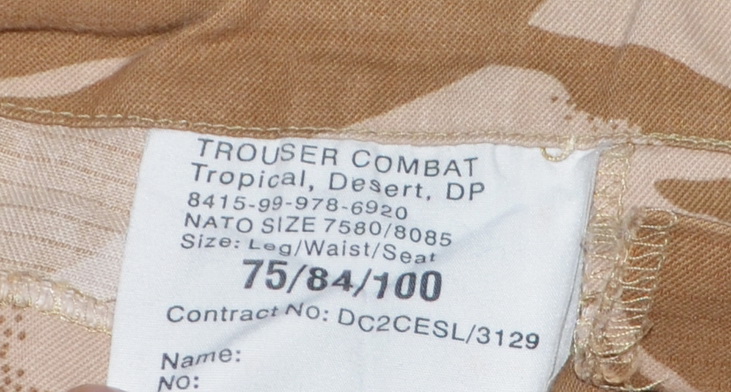 TROUSER COMBAT
Tropical, Desert, DP
8415-99-978-6920
NATO SIZE 7580/8085
Size: Leg/Waist/Seat
75/84/100
Contract No: DC2CESL/3129
Name:
NO: